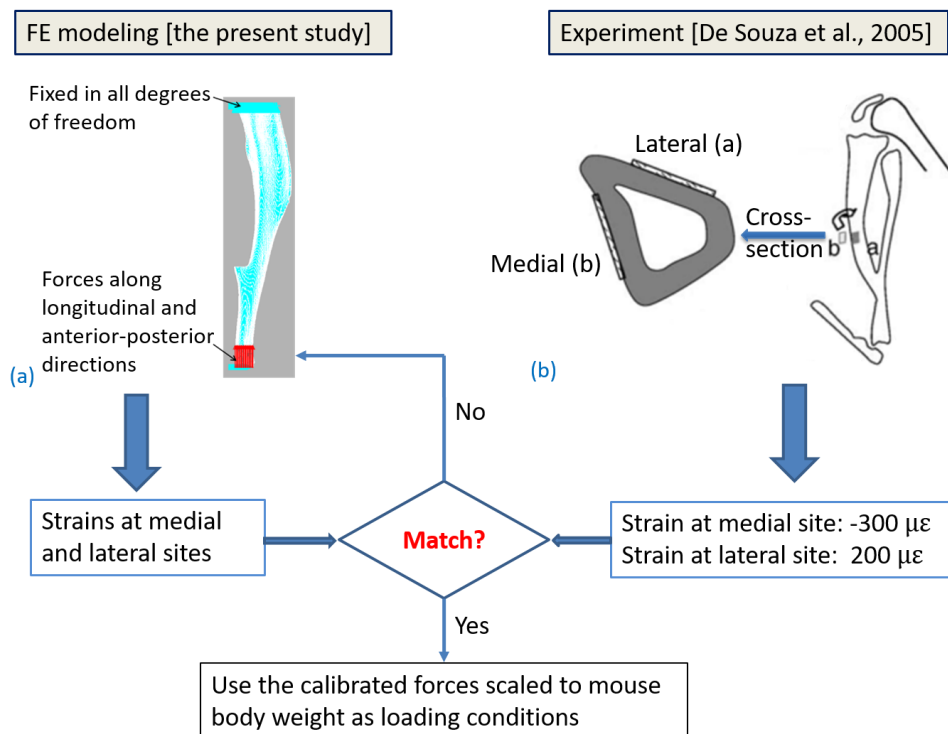 FE modeling [the present study]
Experiment [De Souza et al., 2005]
Fixed in all degrees
of freedom
Forces along
longitudinal and
anterior-posterior
directions
(a)
Lateral (a)
Medial (b)
Cross-
section
b
a
(b)
No
Strains at medial
and lateral sites
Match?
Strain at medial site: -300 με
Strain at lateral site: 200 με
Yes
Use the calibrated forces scaled to mouse
body weight as loading conditions